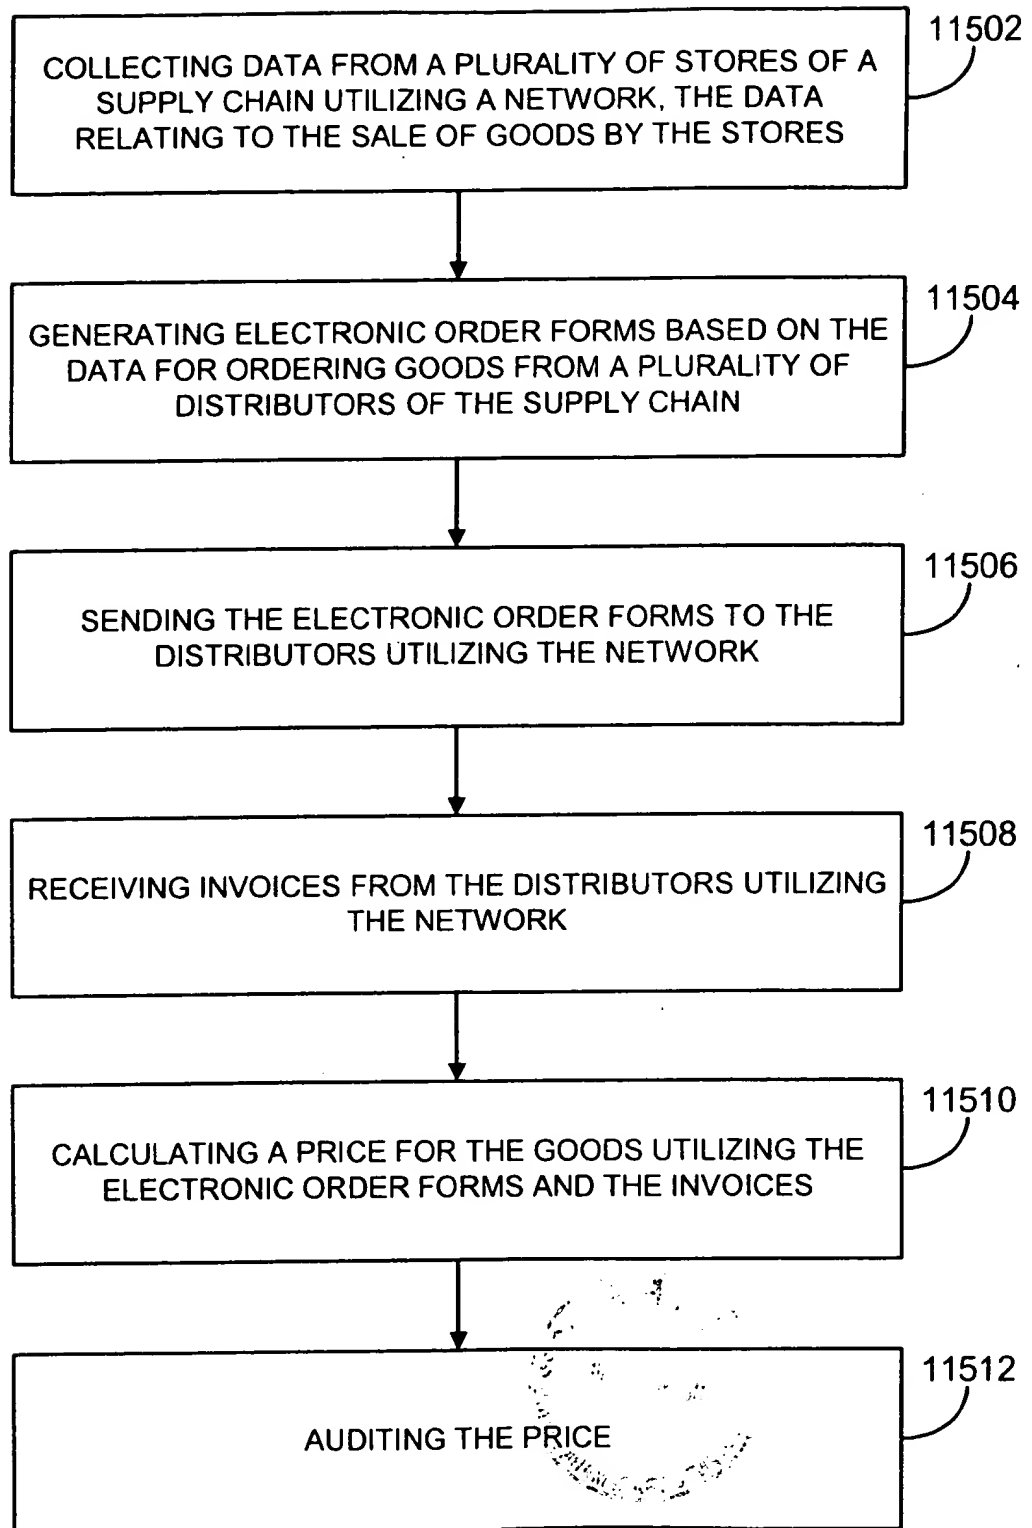 11502
COLLECTING DATA FROM A PLURALITY OF STORES OF A
SUPPLY CHAIN UTILIZING A NETWORK, THE DATA
RELATING TO THE SALE OF GOODS BY THE STORES
11504
GENERATING ELECTRONIC ORDER FORMS BASED ON THE
DATA FOR ORDERING GOODS FROM A PLURALITY OF
DISTRIBUTORS OF THE SUPPLY CHAIN
11506
SENDING THE ELECTRONIC ORDER FORMS TO THE
DISTRIBUTORS UTILIZING THE NETWORK
11508
RECEIVING INVOICES FROM THE DISTRIBUTORS UTILIZING
THE NETWORK
11510
CALCULATING A PRICE FOR THE GOODS UTILIZING THE
ELECTRONIC ORDER FORMS AND THE INVOICES
11512
AUDITING THE PRICE